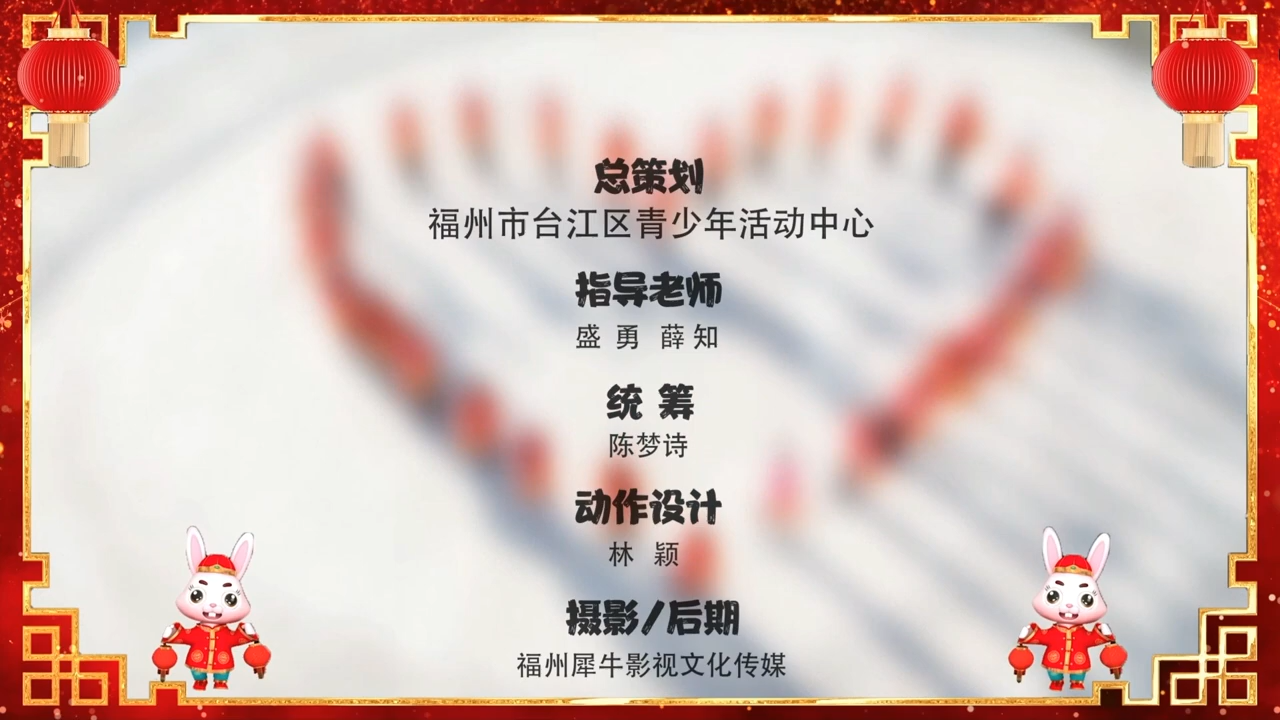 总策划
福州市台江区青少年活动中心
指导老师
盛 勇 薛 知
统 筹
陈梦诗
动作设计
林 颖
摄影/后期
福州犀牛影视文化传媒